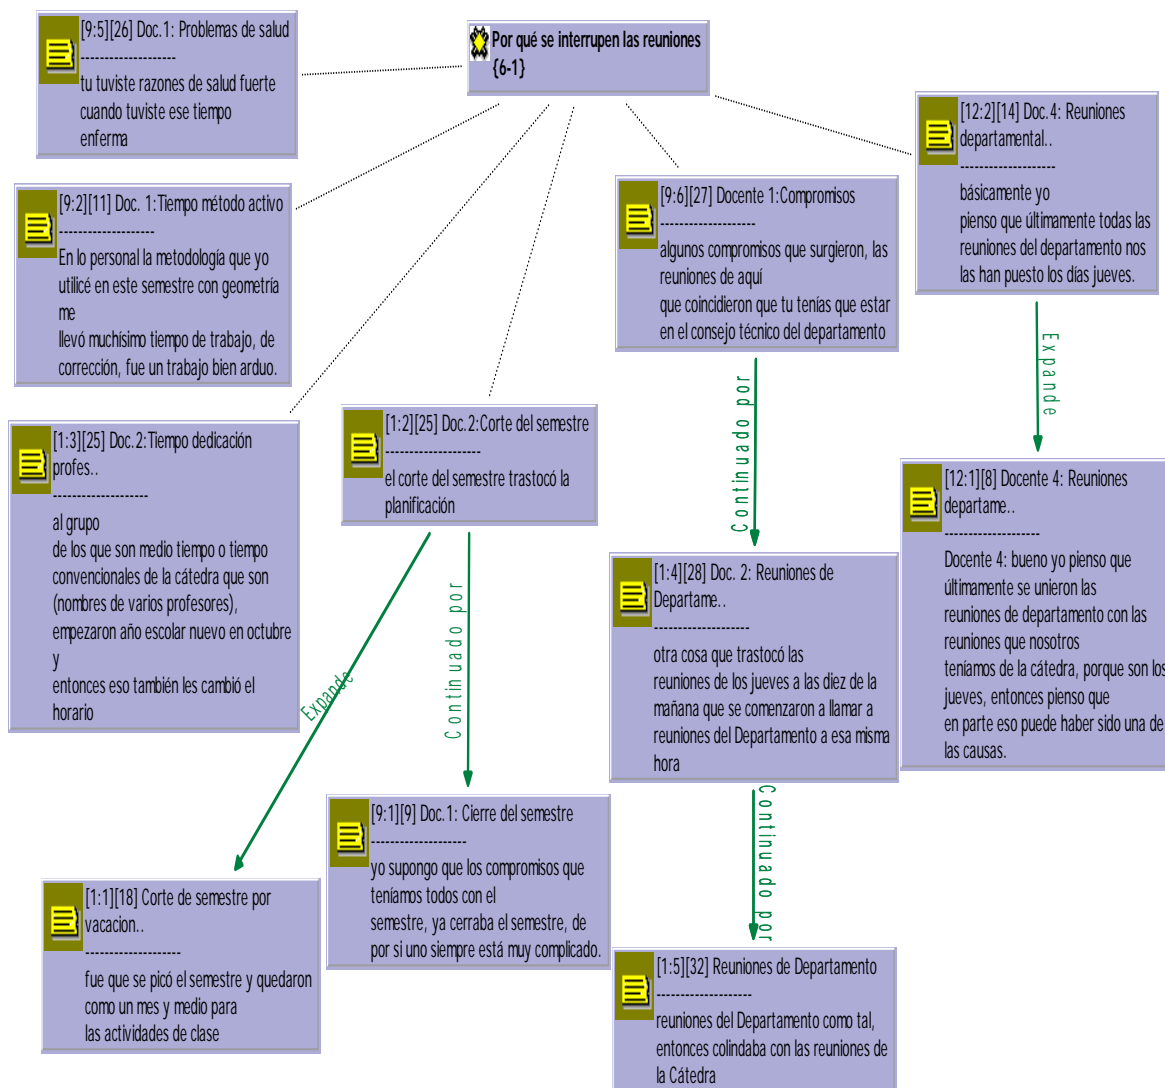 [9:5][26] Doc.1: Problemas de salud
--------------------
tu tuviste razones de salud fuerte
cuando tuviste ese tiempo
enferma
Por qué se interrumpen las reuniones
{6-1}
[12:2][14] Doc.4: Reuniones
departamental..
--------------------
básicamente yo
pienso que últimamente todas las
reuniones del departamento nos
las han puesto los días jueves.
[9:2][11] Doc. 1:Tiempo método activo
--------------------
En lo personal la metodología que yo
utilicé en este semestre con geometría
me
llevó muchísimo tiempo de trabajo, de
corrección, fue un trabajo bien arduo.
[9:6][27] Docente 1:Compromisos
--------------------
algunos compromisos que surgieron, las
reuniones de aquí
que coincidieron que tu tenías que estar
en el consejo técnico del departamento
Expande
Continuado por
[1:3][25] Doc.2:Tiempo dedicación
profes..
--------------------
al grupo
de los que son medio tiempo o tiempo
convencionales de la cátedra que son
(nombres de varios profesores),
empezaron año escolar nuevo en octubre
y
entonces eso también les cambió el
horario
[1:2][25] Doc.2:Corte del semestre
--------------------
el corte del semestre trastocó la
planificación
[12:1][8] Docente 4: Reuniones
departame..
--------------------
Docente 4: bueno yo pienso que
últimamente se unieron las
reuniones de departamento con las
reuniones que nosotros
teníamos de la cátedra, porque son los
jueves, entonces pienso que
en parte eso puede haber sido una de
las causas.
Expande
Continuado por
[1:4][28] Doc. 2: Reuniones de
Departame..
--------------------
otra cosa que trastocó las
reuniones de los jueves a las diez de la
mañana que se comenzaron a llamar a
reuniones del Departamento a esa misma
hora
Continuado por
[9:1][9] Doc.1: Cierre del semestre
--------------------
yo supongo que los compromisos que
teníamos todos con el
semestre, ya cerraba el semestre, de
por si uno siempre está muy complicado.
[1:1][18] Corte de semestre por
vacacion..
--------------------
fue que se picó el semestre y quedaron
como un mes y medio para
las actividades de clase
[1:5][32] Reuniones de Departamento
--------------------
reuniones del Departamento como tal,
entonces colindaba con las reuniones de
la Cátedra